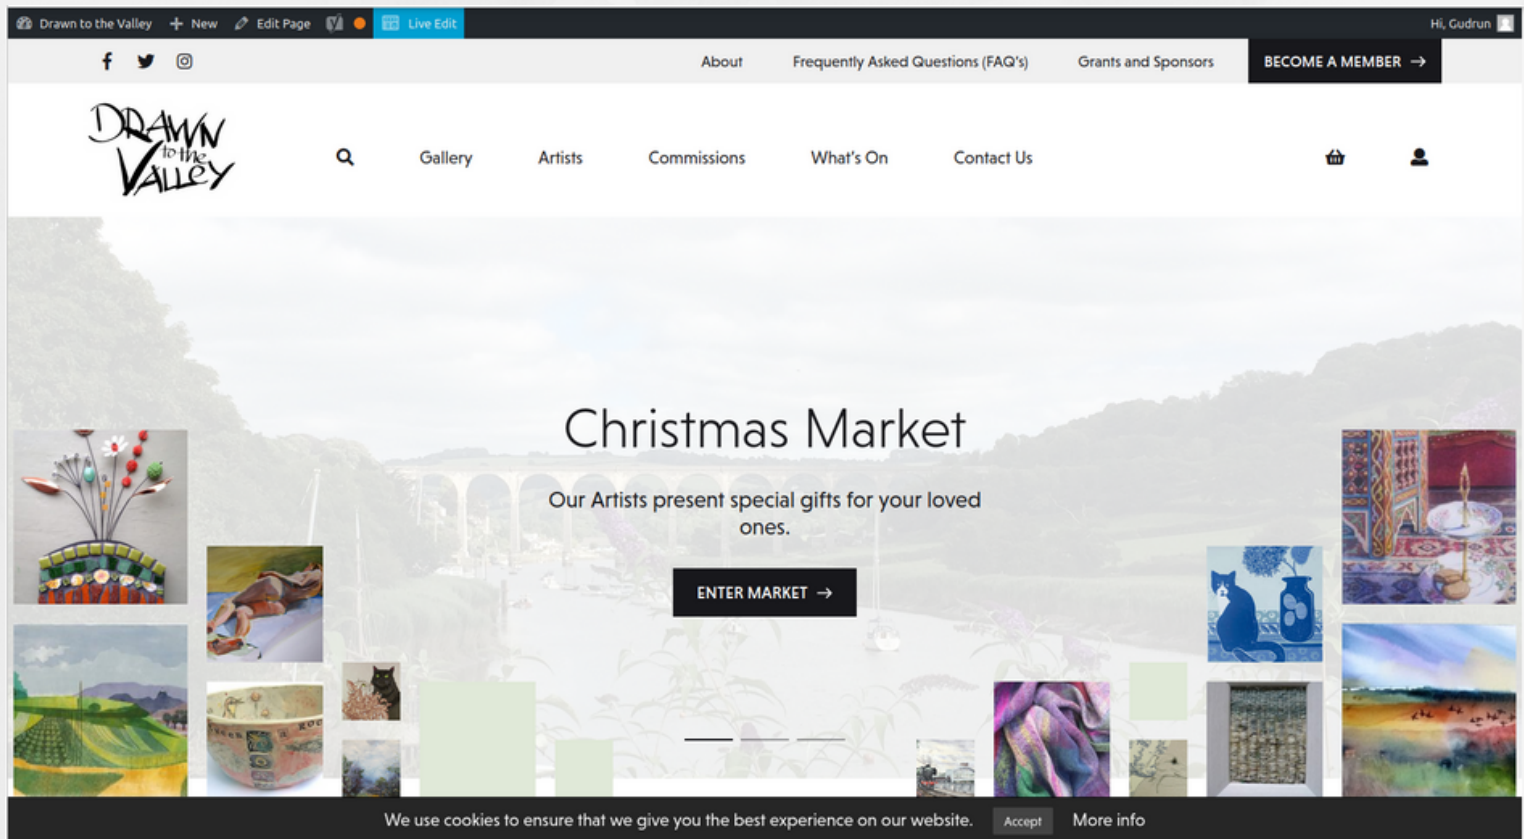 Drawn to the Valley New Edit Page Live Edit Hi, Gudrun
About Frequently Asked Questions (FAQ's) Grants and Sponsors BECOME A MEMBER →
DRAWN
to the
VALLEY
Gallery Artists Commissions What's On Contact Us
Christmas Market
Our Artists present special gifts for your loved
ones.
ENTER MARKET →
We use cookies to ensure that we give you the best experience on our website. Accept More info